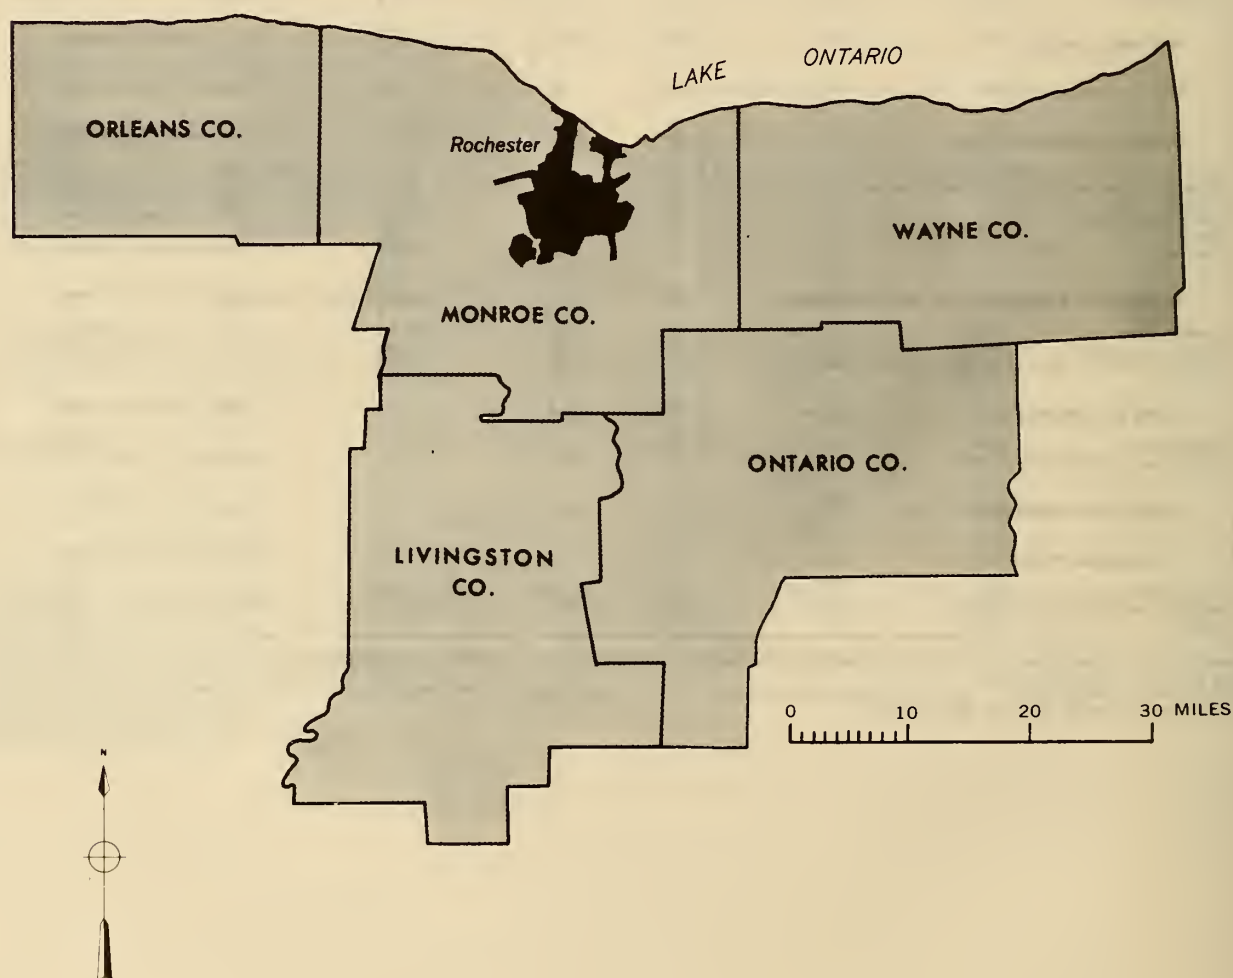 LAKE ONTARIO
ORLEANS CO.
Rochester
WAYNE CO.
MONROE CO.
ONTARIO CO.
LIVINGSTON
CO.
0 10 20 30 MILES
N